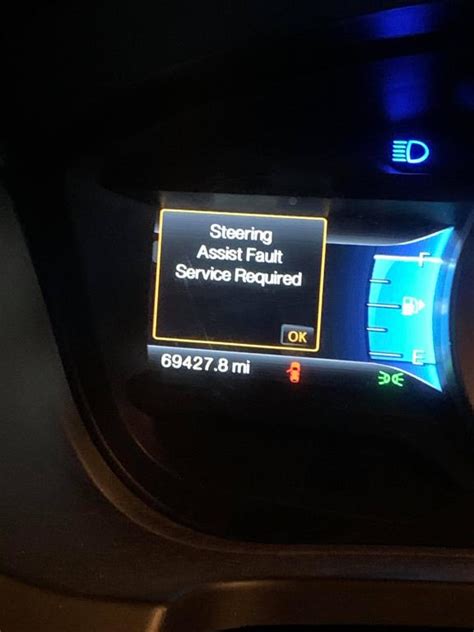 Steering
Assist Fault
Service Required
OK
F
E
69427.8 mi